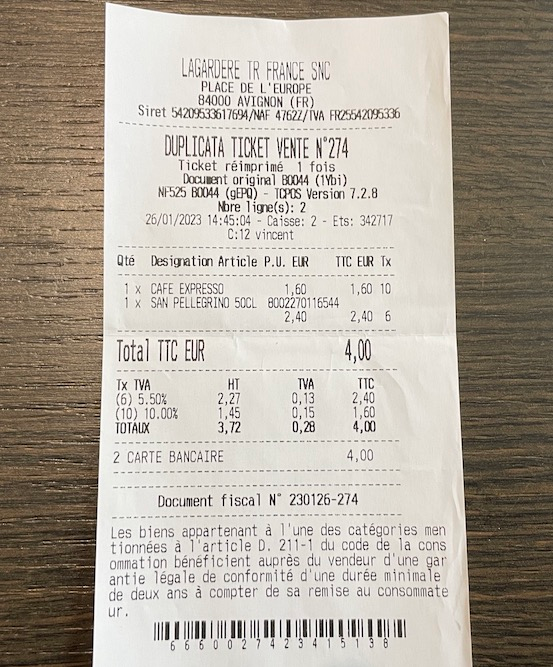 LAGARDERE TR FRANCE SNC
PLACE DE L'EUROPE
84000 AVIGNON (FR)
Siret 54209533617694/NAF 4762Z/TVA FR25542095336
DUPLICATA TICKET VENTE N°274
Ticket réimprimé 1 fois
Document original B0044 (1Ybi)
NF525 B0044 (gEPQ) - TCPOS Version 7.2.8
Nbre ligne(s): 2
26/01/2023 14:45:04 - Caisse: 2 - Ets: 342717
C:12 vincent
Qté Designation Article P.U. EUR TTC EUR Tx
1 x CAFE EXPRESSO 1,60 1,60 10
1 x SAN PELLEGRINO 50CL 8002270116544
2,40 2,40 6
Total TTC EUR 4,00
Tx TVA HT TVA TTC
(6) 5.50% 2,27 0,13 2,40
(10) 10.00% 1,45 0,15 1,60
TOTAUX 3,72 0,28 4,00
2 CARTE BANCAIRE 4,00
Document fiscal N° 230126-274
Les biens appartenant à l'une des catégories men
tionnées à l'article D. 211-1 du code de la cons
ommation bénéficient auprès du vendeur d'une gar
antie légale de conformité d'une durée minimale
de deux ans à compter de sa remise au consommate
ur.
6660027423415138